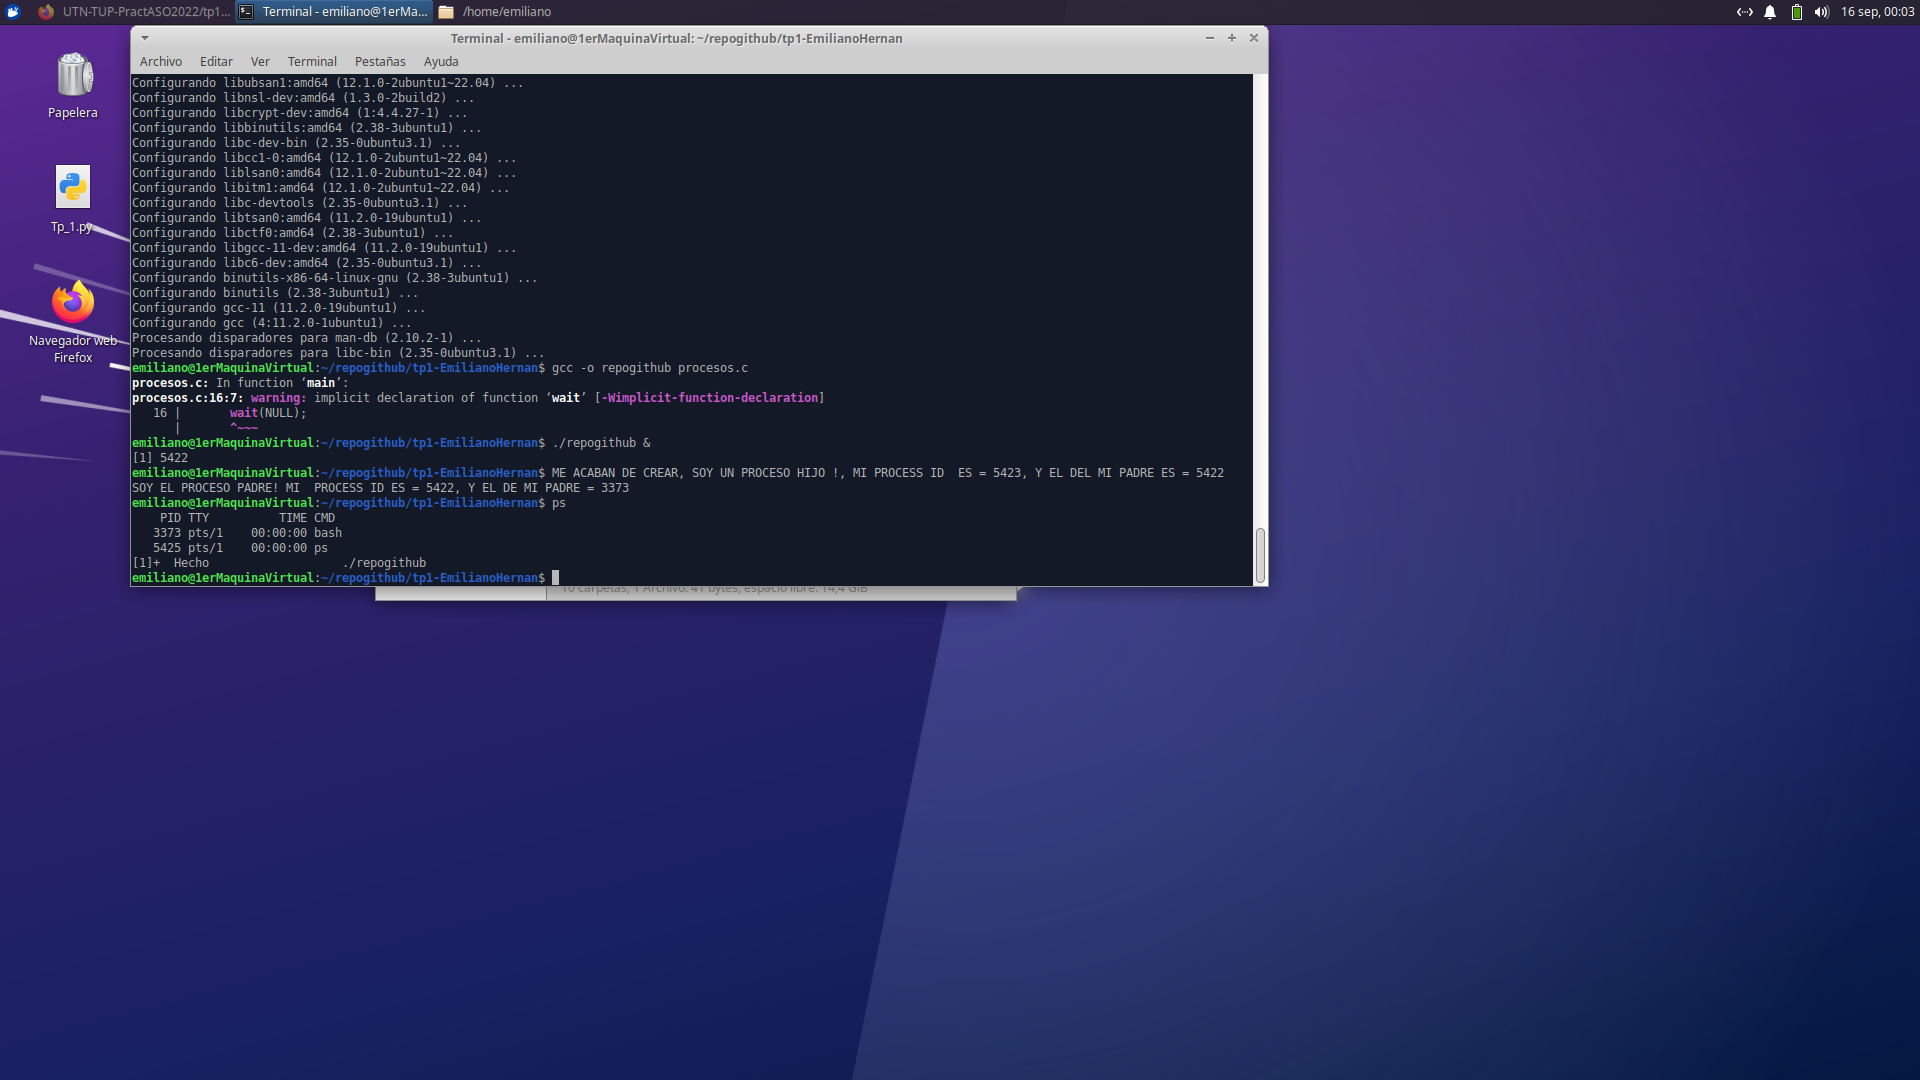 UTN-TUP-PractASO2022/tp1...
Terminal - emiliano@1erMa...
/home/emiliano
16 sep, 00:03
Terminal - emiliano@1erMaquinaVirtual: ~/repogithub/tp1-EmilianoHernan
Archivo Editar Ver Terminal Pestañas Ayuda
Papelera
Tp_1.py
Navegador web
Firefox
Configurando libubsan1:amd64 (12.1.0-2ubuntu1~22.04) ...
Configurando libnsl-dev:amd64 (1.3.0-2build2) ...
Configurando libcrypt-dev:amd64 (1:4.4.27-1) ...
Configurando libbinutils:amd64 (2.38-3ubuntu1) ...
Configurando libc-dev-bin (2.35-0ubuntu3.1) ...
Configurando libcc1-0:amd64 (12.1.0-2ubuntu1~22.04) ...
Configurando liblsan0:amd64 (12.1.0-2ubuntu1~22.04) ...
Configurando libitm1:amd64 (12.1.0-2ubuntu1~22.04) ...
Configurando libc-devtools (2.35-0ubuntu3.1) ...
Configurando libtsan0:amd64 (11.2.0-19ubuntu1) ...
Configurando libctf0:amd64 (2.38-3ubuntu1) ...
Configurando libgcc-11-dev:amd64 (11.2.0-19ubuntu1) ...
Configurando libc6-dev:amd64 (2.35-0ubuntu3.1) ...
Configurando binutils-x86-64-linux-gnu (2.38-3ubuntu1) ...
Configurando binutils (2.38-3ubuntu1) ...
Configurando gcc-11 (11.2.0-19ubuntu1) ...
Configurando gcc (4:11.2.0-1ubuntu1) ...
Procesando disparadores para man-db (2.10.2-1) ...
Procesando disparadores para libc-bin (2.35-0ubuntu3.1) ...
emiliano@1erMaquinaVirtual:~/repogithub/tp1-EmilianoHernan$ gcc -o repogithub procesos.c
procesos.c: In function ‘main’:
procesos.c:16:7: warning: implicit declaration of function ‘wait’ [-Wimplicit-function-declaration]
   16 |       wait(NULL);
      |       ^~~~
emiliano@1erMaquinaVirtual:~/repogithub/tp1-EmilianoHernan$ ./repogithub &
[1] 5422
emiliano@1erMaquinaVirtual:~/repogithub/tp1-EmilianoHernan$ ME ACABAN DE CREAR, SOY UN PROCESO HIJO !, MI PROCESS ID  ES = 5423, Y EL DEL MI PADRE ES = 5422
SOY EL PROCESO PADRE! MI  PROCESS ID ES = 5422, Y EL DE MI PADRE = 3373
emiliano@1erMaquinaVirtual:~/repogithub/tp1-EmilianoHernan$ ps
    PID TTY          TIME CMD
   3373 pts/1    00:00:00 bash
   5425 pts/1    00:00:00 ps
[1]+  Hecho                   ./repogithub
emiliano@1erMaquinaVirtual:~/repogithub/tp1-EmilianoHernan$
10 carpetas, 1 Archivo: 41 bytes, espacio libre: 14,4 GiB